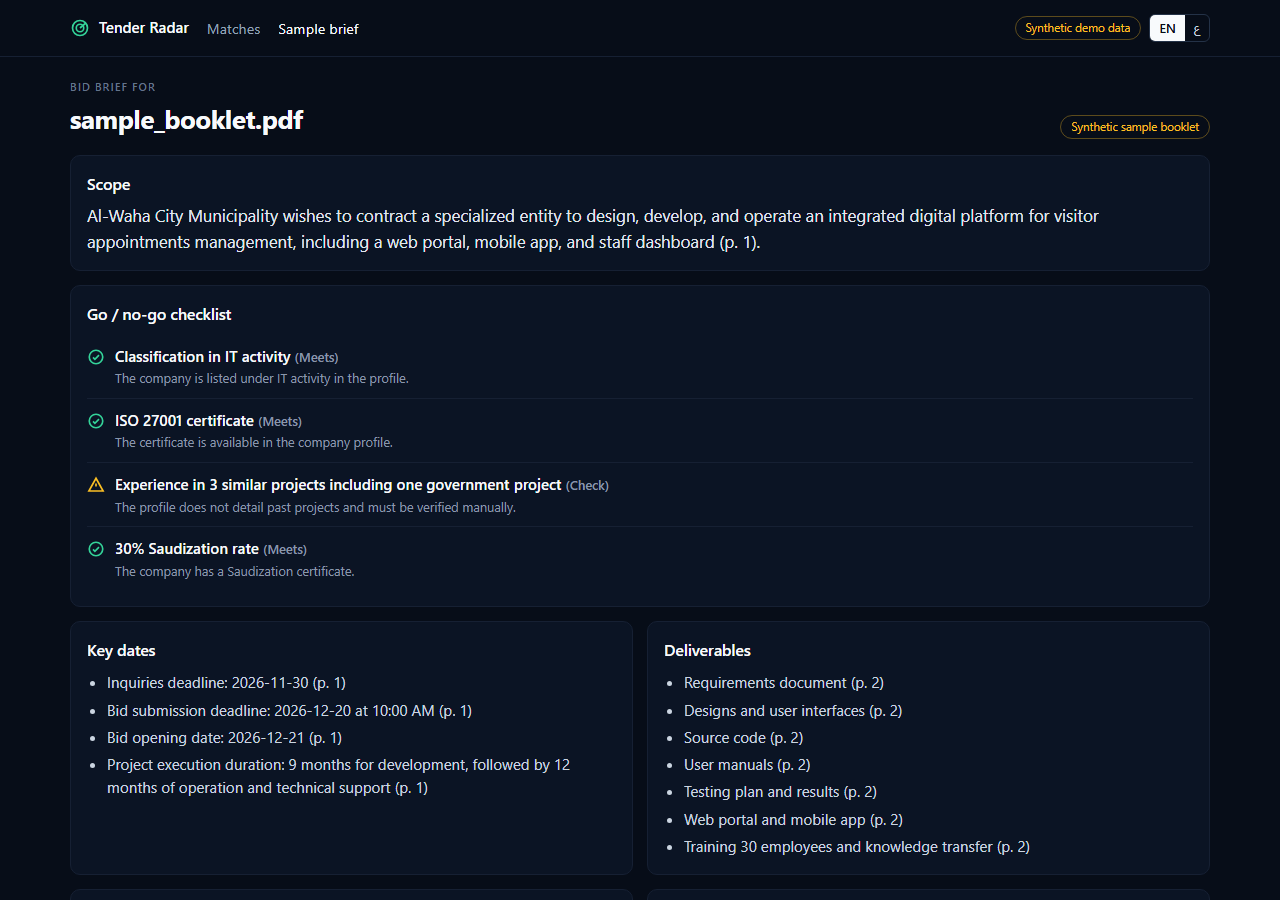 Tender Radar Matches Sample brief Synthetic demo data EN ع
BID BRIEF FOR
sample_booklet.pdf
Synthetic sample booklet
Scope
Al-Waha City Municipality wishes to contract a specialized entity to design, develop, and operate an integrated digital platform for visitor
appointments management, including a web portal, mobile app, and staff dashboard (p. 1).
Go / no-go checklist
Classification in IT activity (Meets)
The company is listed under IT activity in the profile.
ISO 27001 certificate (Meets)
The certificate is available in the company profile.
Experience in 3 similar projects including one government project (Check)
The profile does not detail past projects and must be verified manually.
30% Saudization rate (Meets)
The company has a Saudization certificate.
Key dates
• Inquiries deadline: 2026-11-30 (p. 1)
• Bid submission deadline: 2026-12-20 at 10:00 AM (p. 1)
• Bid opening date: 2026-12-21 (p. 1)
• Project execution duration: 9 months for development, followed by 12
months of operation and technical support (p. 1)
Deliverables
• Requirements document (p. 2)
• Designs and user interfaces (p. 2)
• Source code (p. 2)
• User manuals (p. 2)
• Testing plan and results (p. 2)
• Web portal and mobile app (p. 2)
• Training 30 employees and knowledge transfer (p. 2)